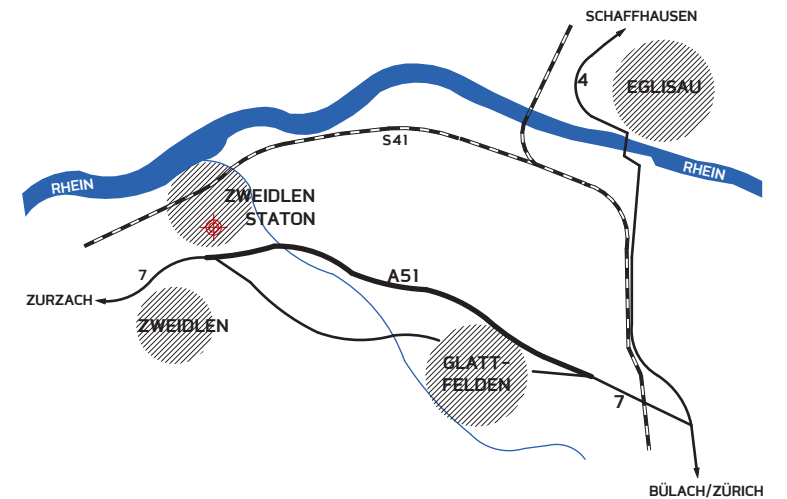 SCHAFFHAUSEN
4
EGLISAU
S41
RHEIN
RHEIN
ZWEIDLEN
STATON
7
A51
ZURZACH
ZWEIDLEN
GLATT-
FELDEN
7
BÜLACH/ZÜRICH